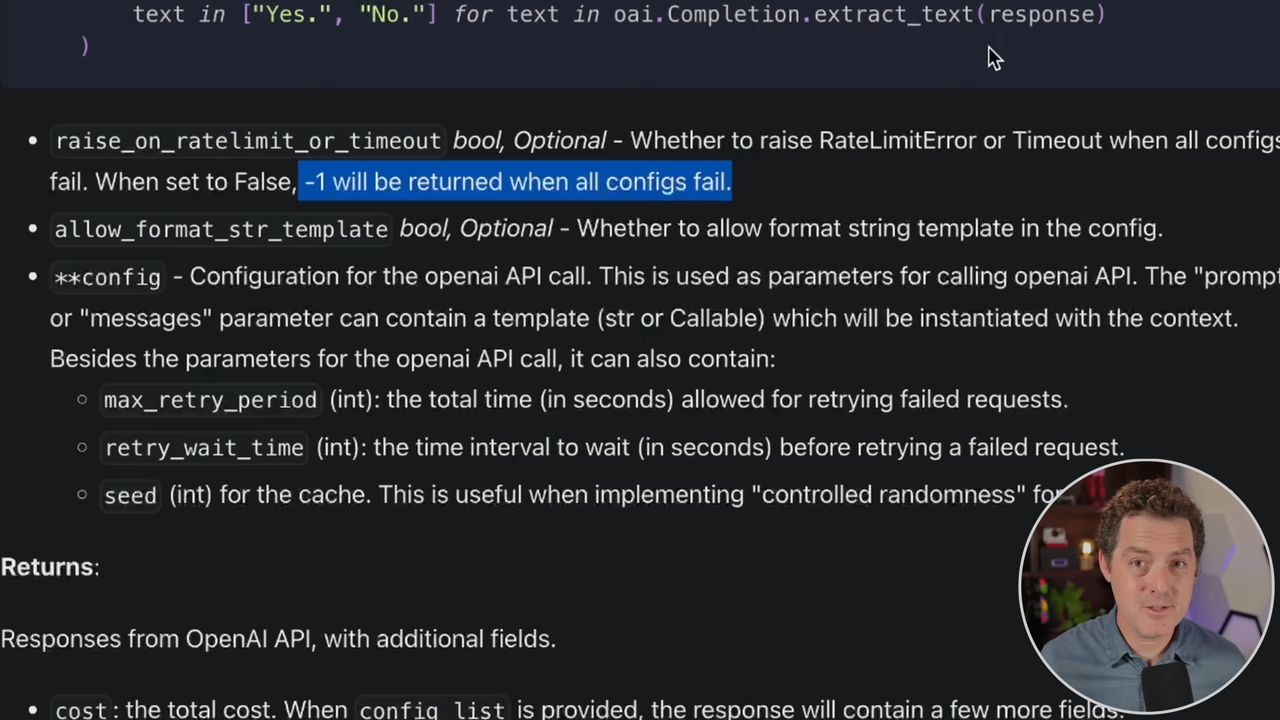 text in ["Yes.", "No."] for text in oai.Completion.extract_text(response)
)
raise_on_ratelimit_or_timeout bool, Optional - Whether to raise RateLimitError or Timeout when all configs
fail. When set to False, -1 will be returned when all configs fail.
allow_format_str_template bool, Optional - Whether to allow format string template in the config.
**config - Configuration for the openai API call. This is used as parameters for calling openai API. The "prompt
or "messages" parameter can contain a template (str or Callable) which will be instantiated with the context.
Besides the parameters for the openai API call, it can also contain:
max_retry_period (int): the total time (in seconds) allowed for retrying failed requests.
retry_wait_time (int): the time interval to wait (in seconds) before retrying a failed request.
seed (int) for the cache. This is useful when implementing "controlled randomness" for
Returns:
Responses from OpenAI API, with additional fields.
cost: the total cost. When config_list is provided, the response will contain a few more fields: